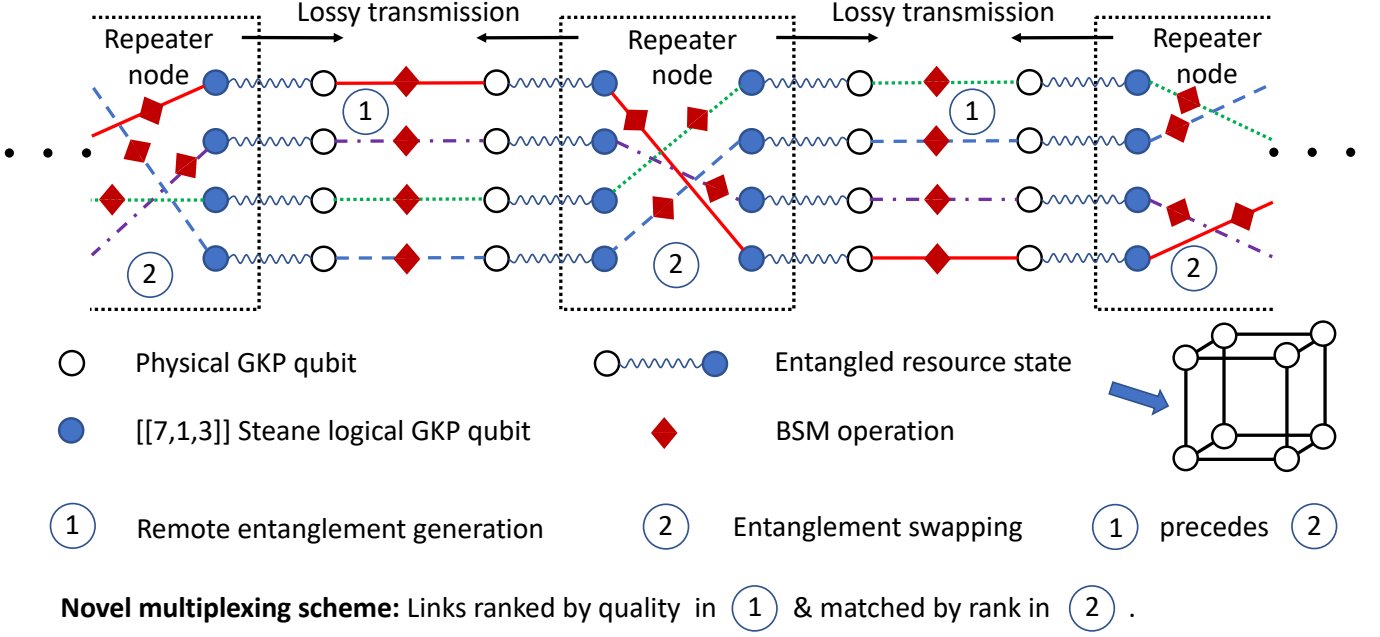 Lossy transmission
Lossy transmission
Repeater node
Repeater node
Repeater node
1
1
2
2
2
Physical GKP qubit
Entangled resource state
[[7,1,3]] Steane logical GKP qubit
BSM operation
1 Remote entanglement generation
2 Entanglement swapping
1 precedes 2
Novel multiplexing scheme: Links ranked by quality in 1 & matched by rank in 2 .